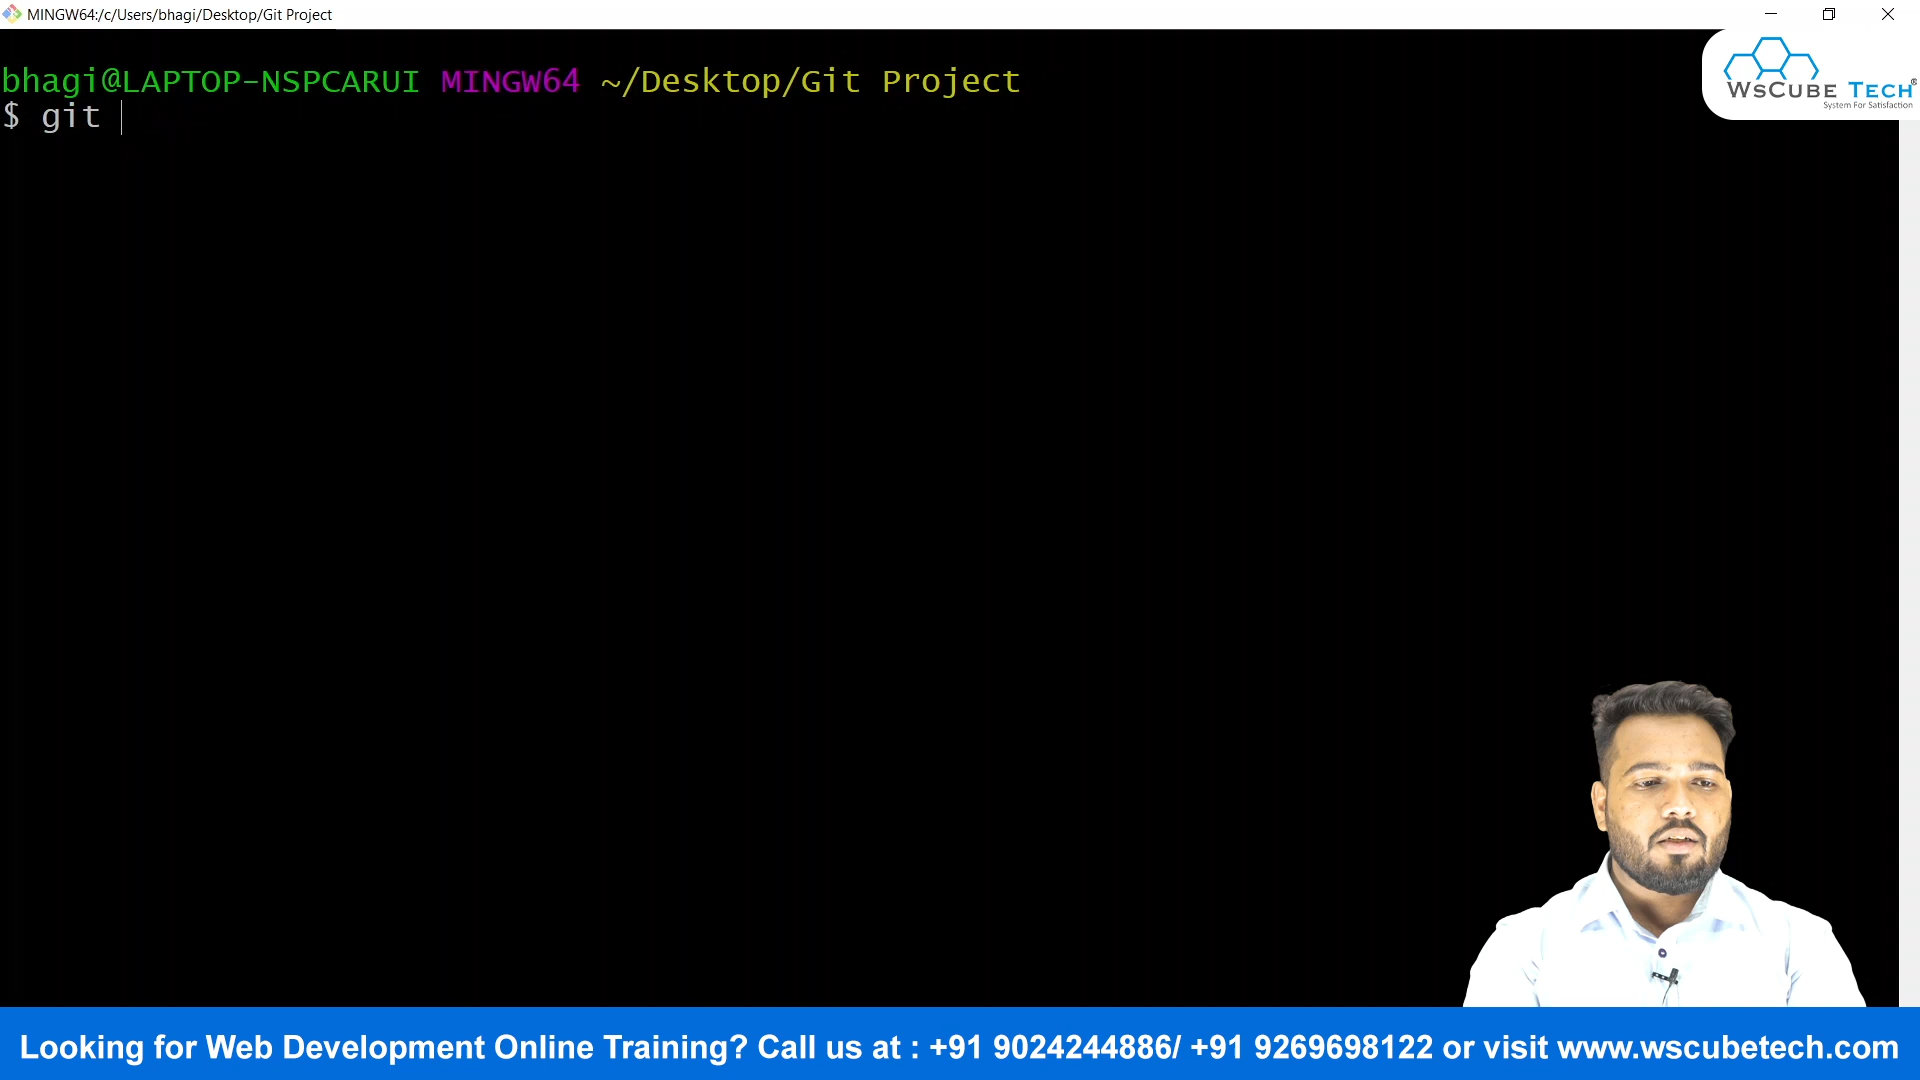 MINGW64:/c/Users/bhagi/Desktop/Git Project
WsCube Tech®
System For Satisfaction
bhagi@LAPTOP-NSPCARUI MINGW64 ~/Desktop/Git Project
$ git
Looking for Web Development Online Training? Call us at : +91 9024244886/ +91 9269698122 or visit www.wscubetech.com